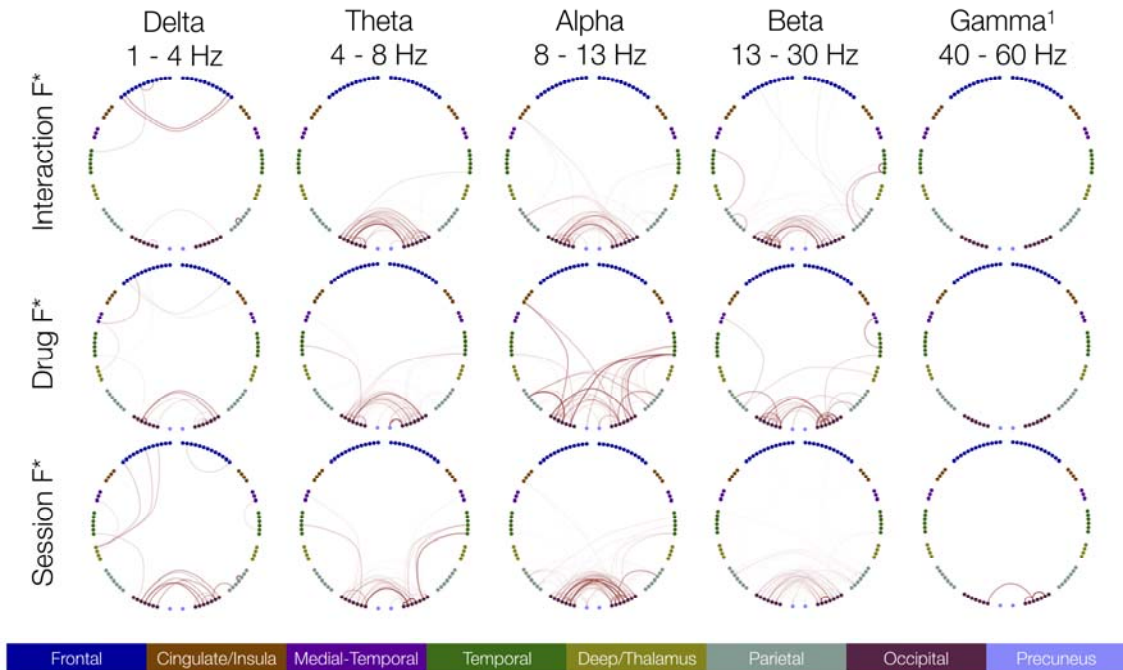 Delta Theta Alpha Beta Gamma¹
1 - 4 Hz 4 - 8 Hz 8 - 13 Hz 13 - 30 Hz 40 - 60 Hz
Interaction F*
Drug F*
Session F*
Frontal Cingulate/Insula Medial-Temporal Temporal Deep/Thalamus Parietal Occipital Precuneus